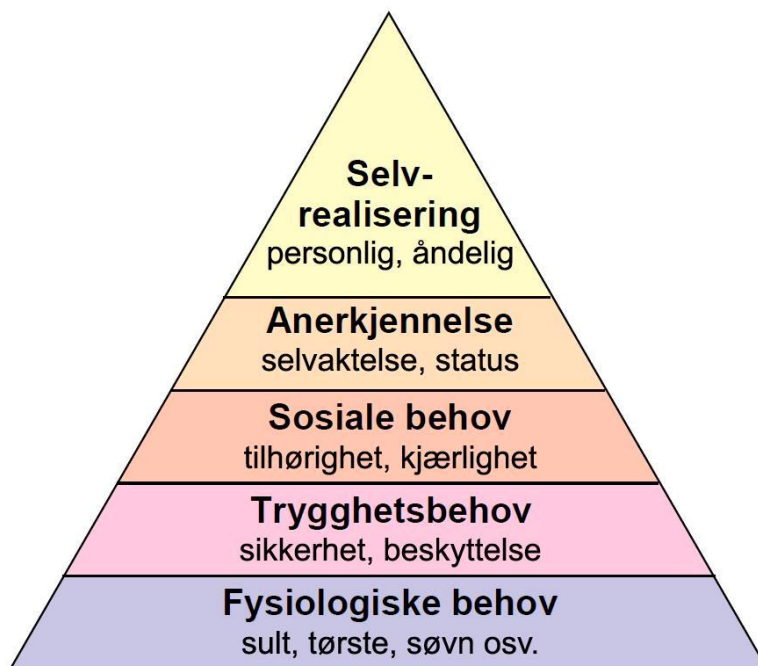 Selv-
realisering
personlig, åndelig
Anerkjennelse
selvaktelse, status
Sosiale behov
tilhørighet, kjærlighet
Trygghetsbehov
sikkerhet, beskyttelse
Fysiologiske behov
sult, tørste, søvn osv.